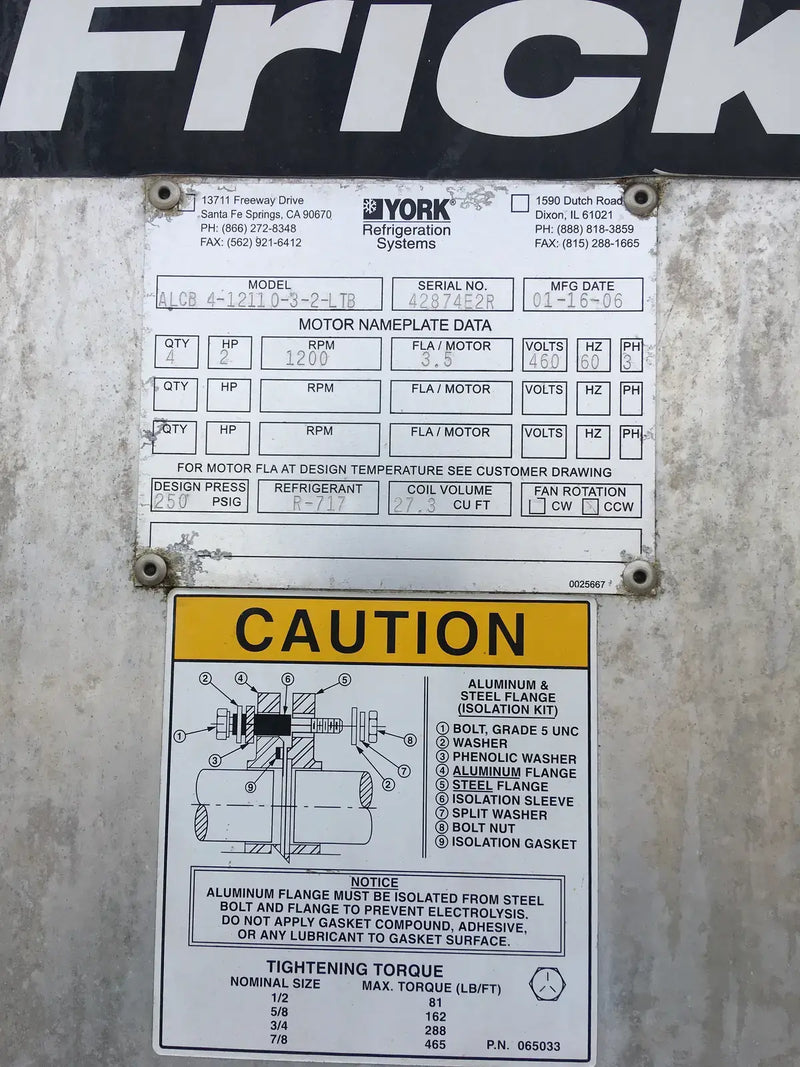 Frick
13711 Freeway Drive
Santa Fe Springs, CA 90670
PH: (866) 272-8348
FAX: (562) 921-6412
YORK®
Refrigeration
Systems
1590 Dutch Road
Dixon, IL 61021
PH: (888) 818-3859
FAX: (815) 288-1665
MODEL SERIAL NO. MFG DATE
ALCB 4-12110-3-2-LTB 42874E2R 01-16-06
MOTOR NAMEPLATE DATA
QTY HP RPM FLA / MOTOR VOLTS HZ PH
4 2 1200 3.5 460 60 3
QTY HP RPM FLA / MOTOR VOLTS HZ PH
QTY HP RPM FLA / MOTOR VOLTS HZ PH
FOR MOTOR FLA AT DESIGN TEMPERATURE SEE CUSTOMER DRAWING
DESIGN PRESS REFRIGERANT COIL VOLUME FAN ROTATION
250 PSIG R-717 27.3 CU FT CW CCW
0025667
CAUTION
2 4 6 5
1 8
3 7
9 2
ALUMINUM &
STEEL FLANGE
(ISOLATION KIT)
1 BOLT, GRADE 5 UNC
2 WASHER
3 PHENOLIC WASHER
4 ALUMINUM FLANGE
5 STEEL FLANGE
6 ISOLATION SLEEVE
7 SPLIT WASHER
8 BOLT NUT
9 ISOLATION GASKET
NOTICE
ALUMINUM FLANGE MUST BE ISOLATED FROM STEEL
BOLT AND FLANGE TO PREVENT ELECTROLYSIS.
DO NOT APPLY GASKET COMPOUND, ADHESIVE,
OR ANY LUBRICANT TO GASKET SURFACE.
TIGHTENING TORQUE
NOMINAL SIZE MAX. TORQUE (LB/FT)
1/2 81
5/8 162
3/4 288
7/8 465
P.N. 065033